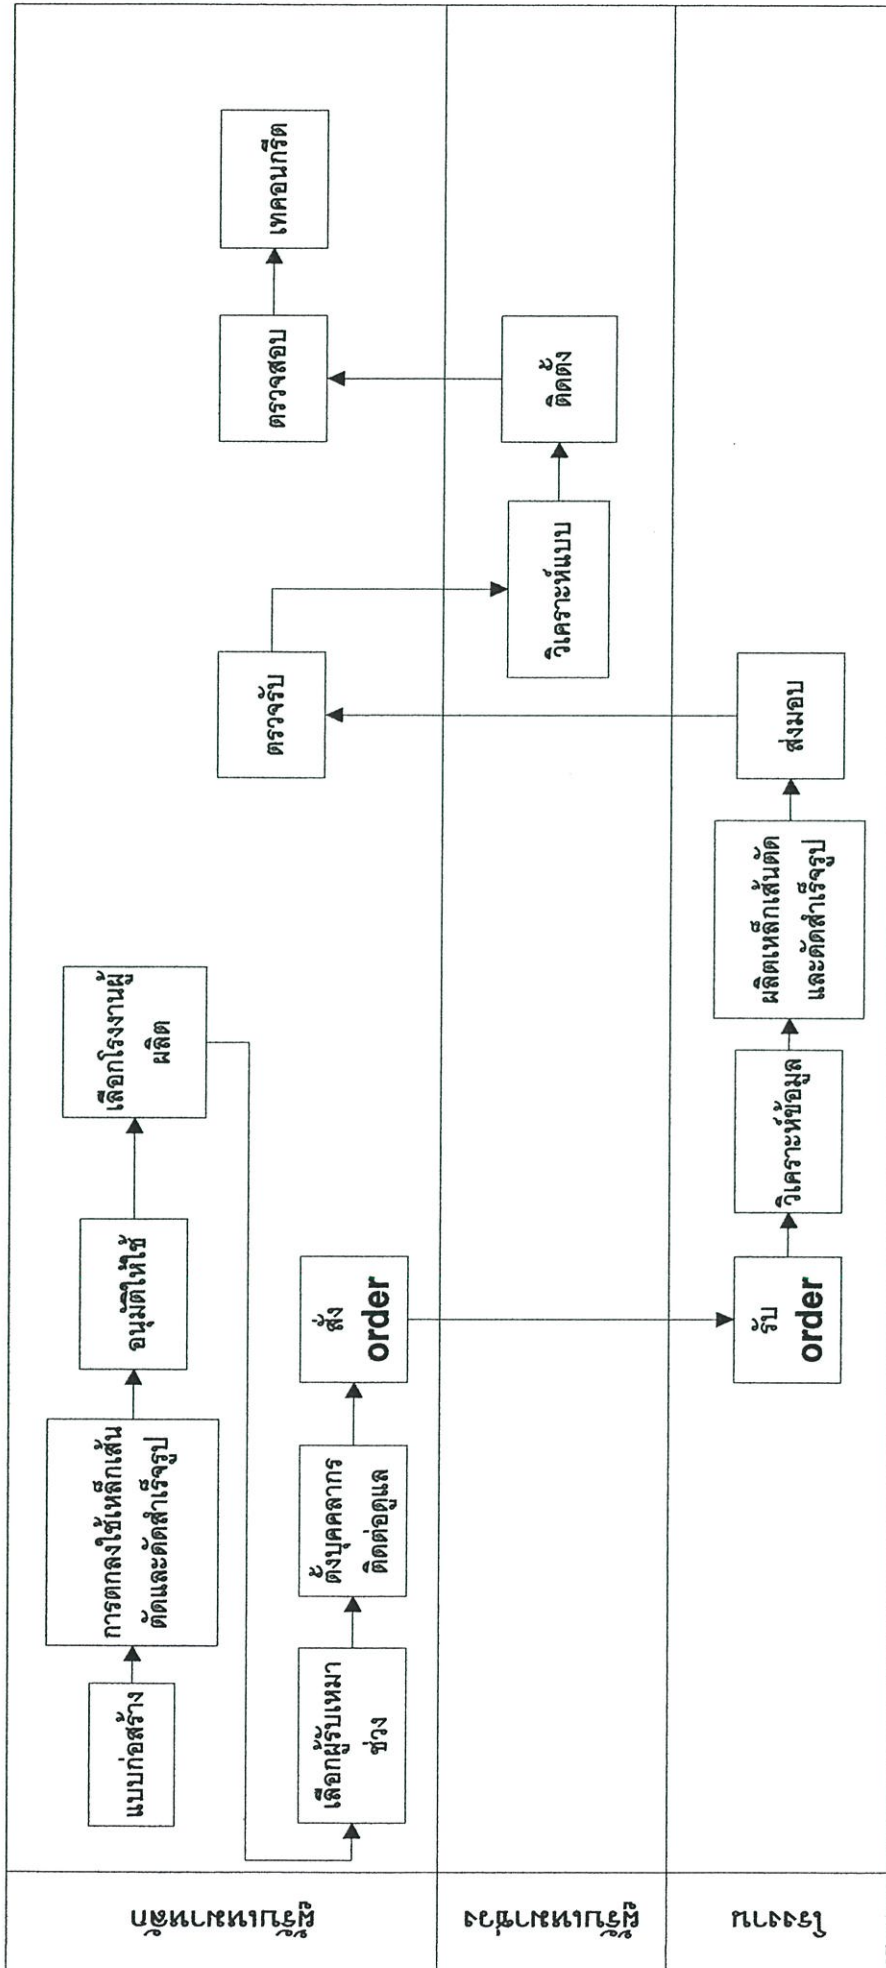 ผู้รับเหมาหลัก
แบบก่อสร้าง
การตกลงใช้เหล็กเส้น
ตัดและดัดสำเร็จรูป
อนุมัติให้ใช้
เลือกโรงงานผู้
ผลิต
เลือกผู้รับเหมา
ช่วง
ตั้งบุคคลากร
ติดต่อดูแล
สั่ง
order
ตรวจรับ
ตรวจสอบ
เทคอนกรีต
ผู้รับเหมาช่วง
วิเคราะห์แบบ
ติดตั้ง
โรงงาน
รับ
order
วิเคราะห์ข้อมูล
ผลิตเหล็กเส้นตัด
และดัดสำเร็จรูป
ส่งมอบ